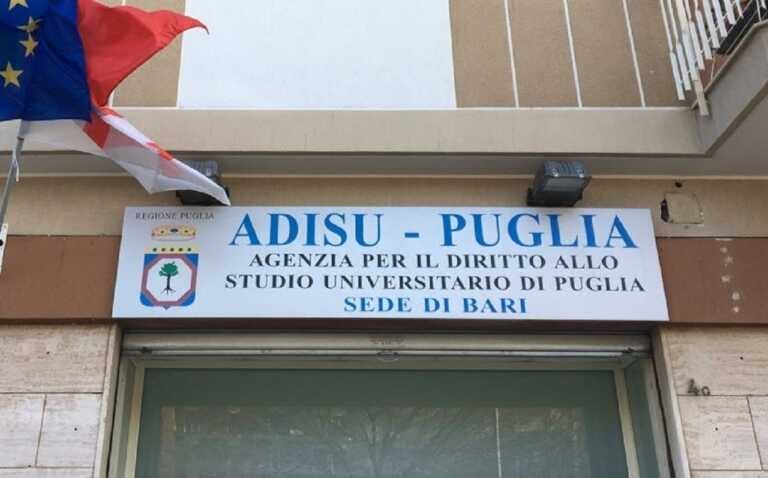 REGIONE PUGLIA
ADISU - PUGLIA
AGENZIA PER IL DIRITTO ALLO
STUDIO UNIVERSITARIO DI PUGLIA
SEDE DI BARI
40